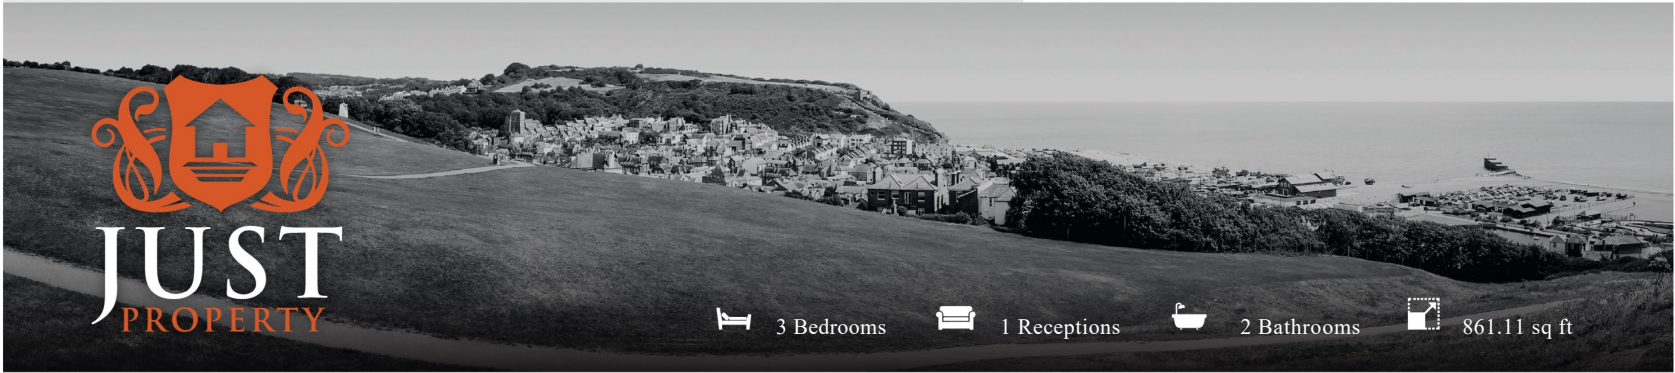 JUST
PROPERTY
3 Bedrooms
1 Receptions
2 Bathrooms
861.11 sq ft